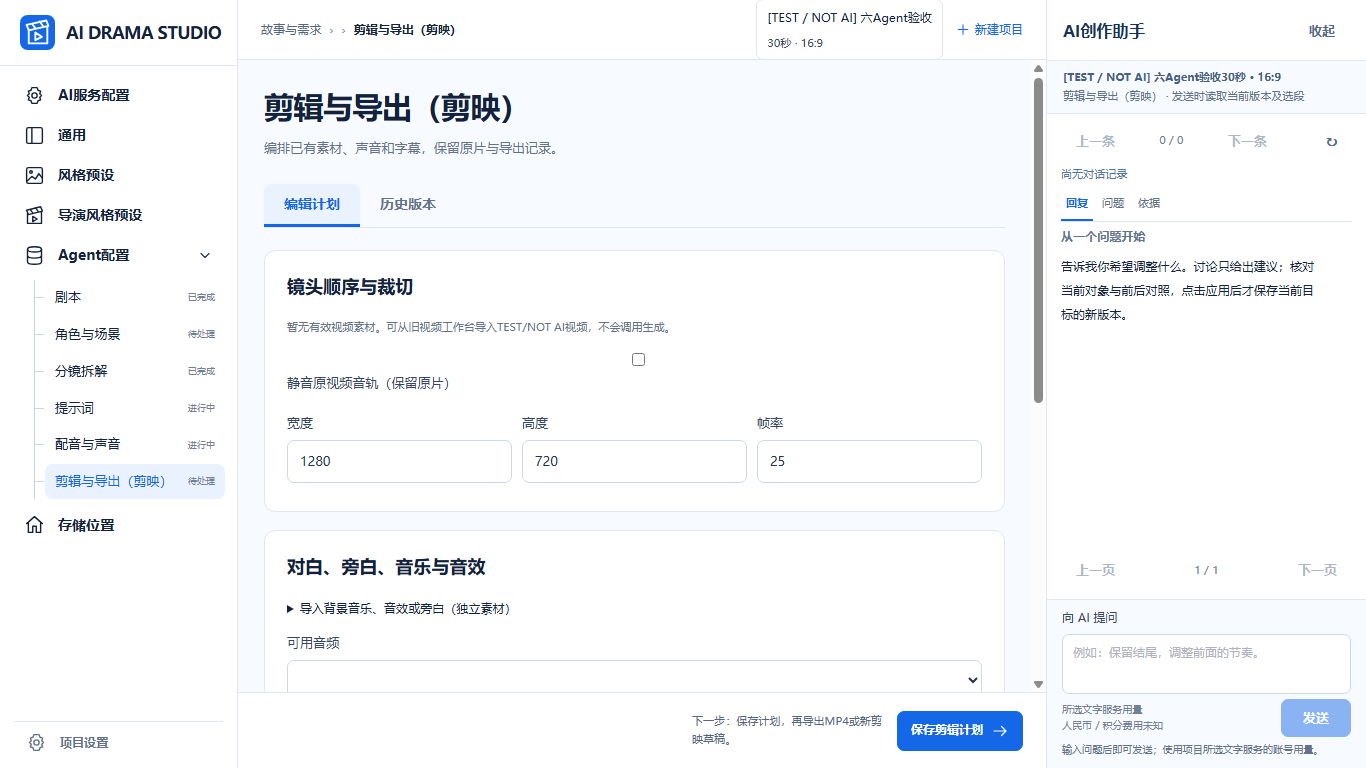 AI DRAMA STUDIO
AI服务配置
通用
风格预设
导演风格预设
Agent配置
剧本 已完成
角色与场景 待处理
分镜拆解 已完成
提示词 进行中
配音与声音 进行中
剪辑与导出（剪映） 待处理
存储位置
项目设置
故事与需求 › › 剪辑与导出（剪映）
[TEST / NOT AI] 六Agent验收
30秒 · 16:9
+ 新建项目
剪辑与导出（剪映）
编排已有素材、声音和字幕，保留原片与导出记录。
编辑计划 历史版本
镜头顺序与裁切
暂无有效视频素材。可从旧视频工作台导入TEST/NOT AI视频，不会调用生成。
静音原视频音轨（保留原片）
宽度 高度 帧率
1280 720 25
对白、旁白、音乐与音效
▶ 导入背景音乐、音效或旁白（独立素材）
可用音频
下一步：保存计划，再导出MP4或新剪
映草稿。
保存剪辑计划 →
AI创作助手 收起
[TEST / NOT AI] 六Agent验收30秒 • 16:9
剪辑与导出（剪映） · 发送时读取当前版本及选段
上一条 0 / 0 下一条 ↻
尚无对话记录
回复 问题 依据
从一个问题开始
告诉我你希望调整什么。讨论只给出建议；核对
当前对象与前后对照，点击应用后才保存当前目
标的新版本。
上一页 1 / 1 下一页
向 AI 提问
例如：保留结尾，调整前面的节奏。
所选文字服务用量
人民币 / 积分费用未知
发送
输入问题后即可发送；使用项目所选文字服务的账号用量。